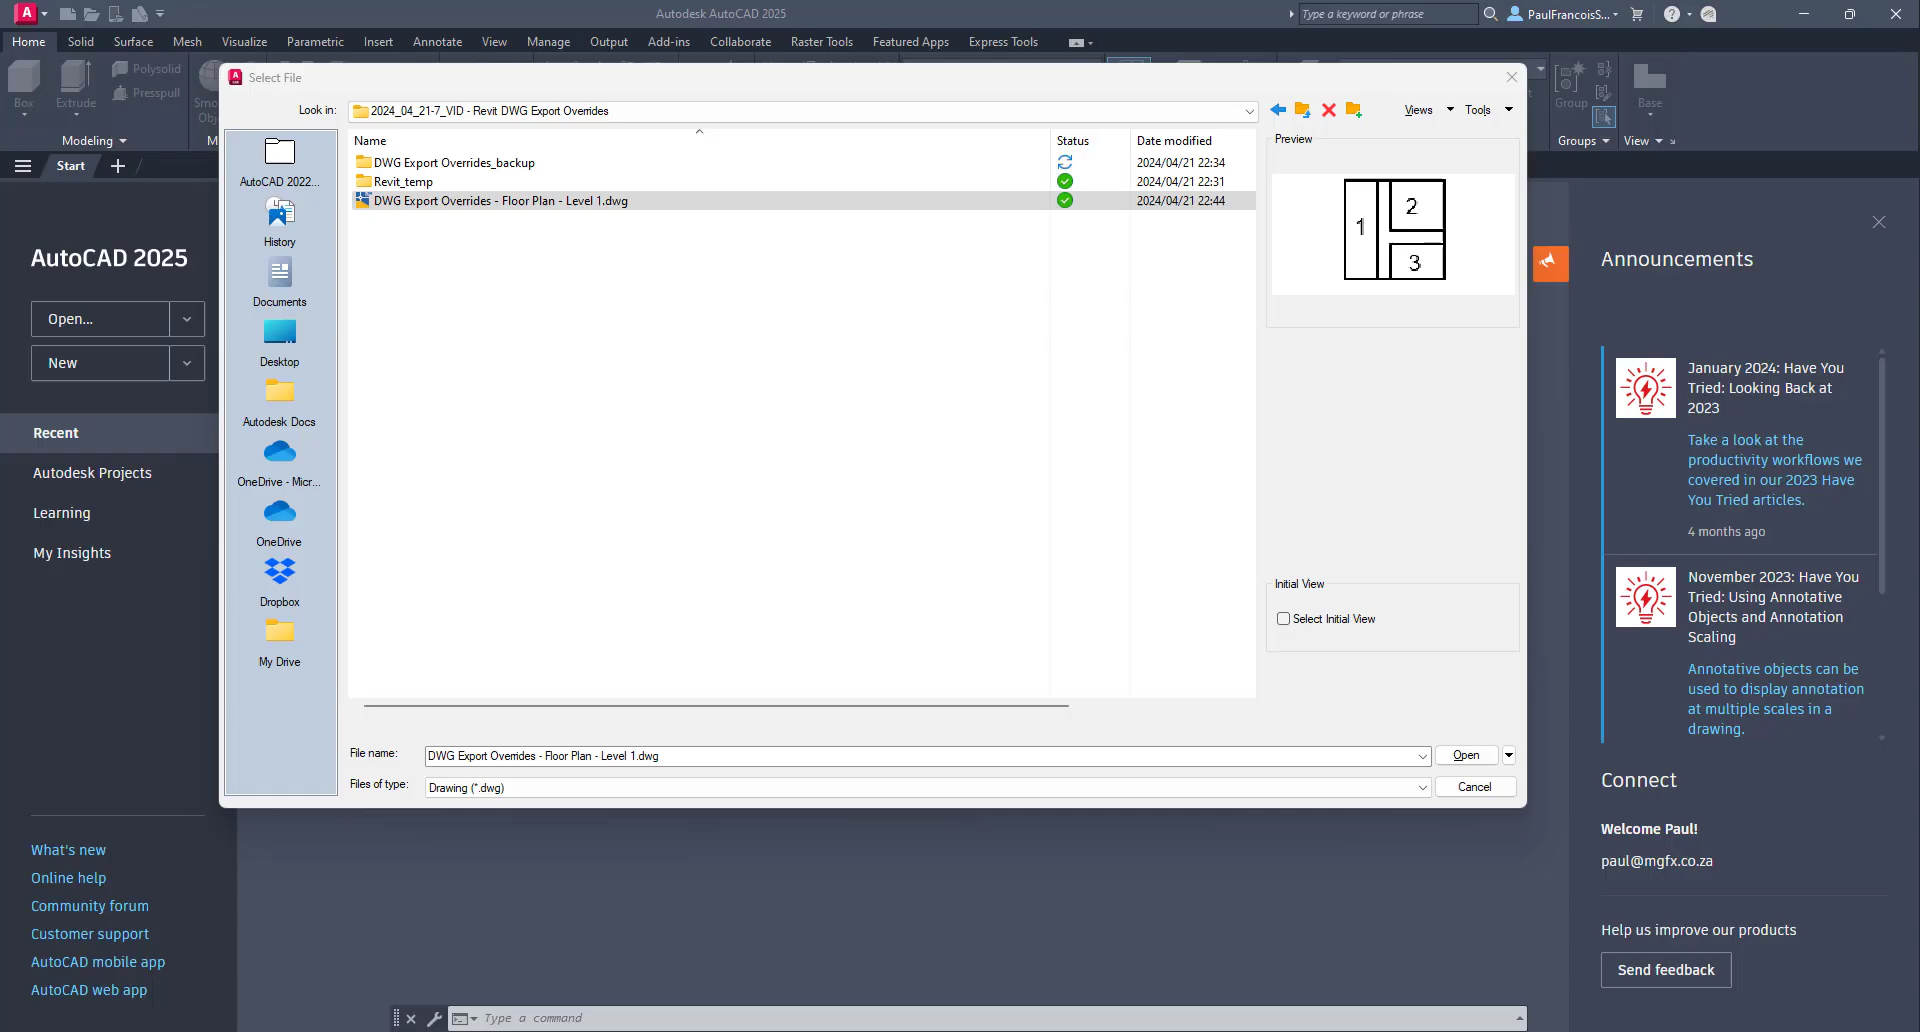 Autodesk AutoCAD 2025
Type a keyword or phrase
PaulFrancoisS...
Home
Solid
Surface
Mesh
Visualize
Parametric
Insert
Annotate
View
Manage
Output
Add-ins
Collaborate
Raster Tools
Featured Apps
Express Tools
Box
Extrude
Polysolid
Presspull
Modeling
Group
Groups
Base
View
Start
AutoCAD 2025
Open...
New
Recent
Autodesk Projects
Learning
My Insights
What's new
Online help
Community forum
Customer support
AutoCAD mobile app
AutoCAD web app
Select File
Look in:
2024_04_21-7_VID - Revit DWG Export Overrides
Views
Tools
AutoCAD 2022...
History
Documents
Desktop
Autodesk Docs
OneDrive - Micr...
OneDrive
Dropbox
My Drive
Name
Status
Date modified
DWG Export Overrides_backup
2024/04/21 22:34
Revit_temp
2024/04/21 22:31
DWG Export Overrides - Floor Plan - Level 1.dwg
2024/04/21 22:44
Preview
1
2
3
Initial View
Select Initial View
File name:
DWG Export Overrides - Floor Plan - Level 1.dwg
Open
Files of type:
Drawing (*.dwg)
Cancel
Announcements
January 2024: Have You
Tried: Looking Back at
2023
Take a look at the
productivity workflows we
covered in our 2023 Have
You Tried articles.
4 months ago
November 2023: Have You
Tried: Using Annotative
Objects and Annotation
Scaling
Annotative objects can be
used to display annotation
at multiple scales in a
drawing.
Connect
Welcome Paul!
paul@mgfx.co.za
Help us improve our products
Send feedback
Type a command